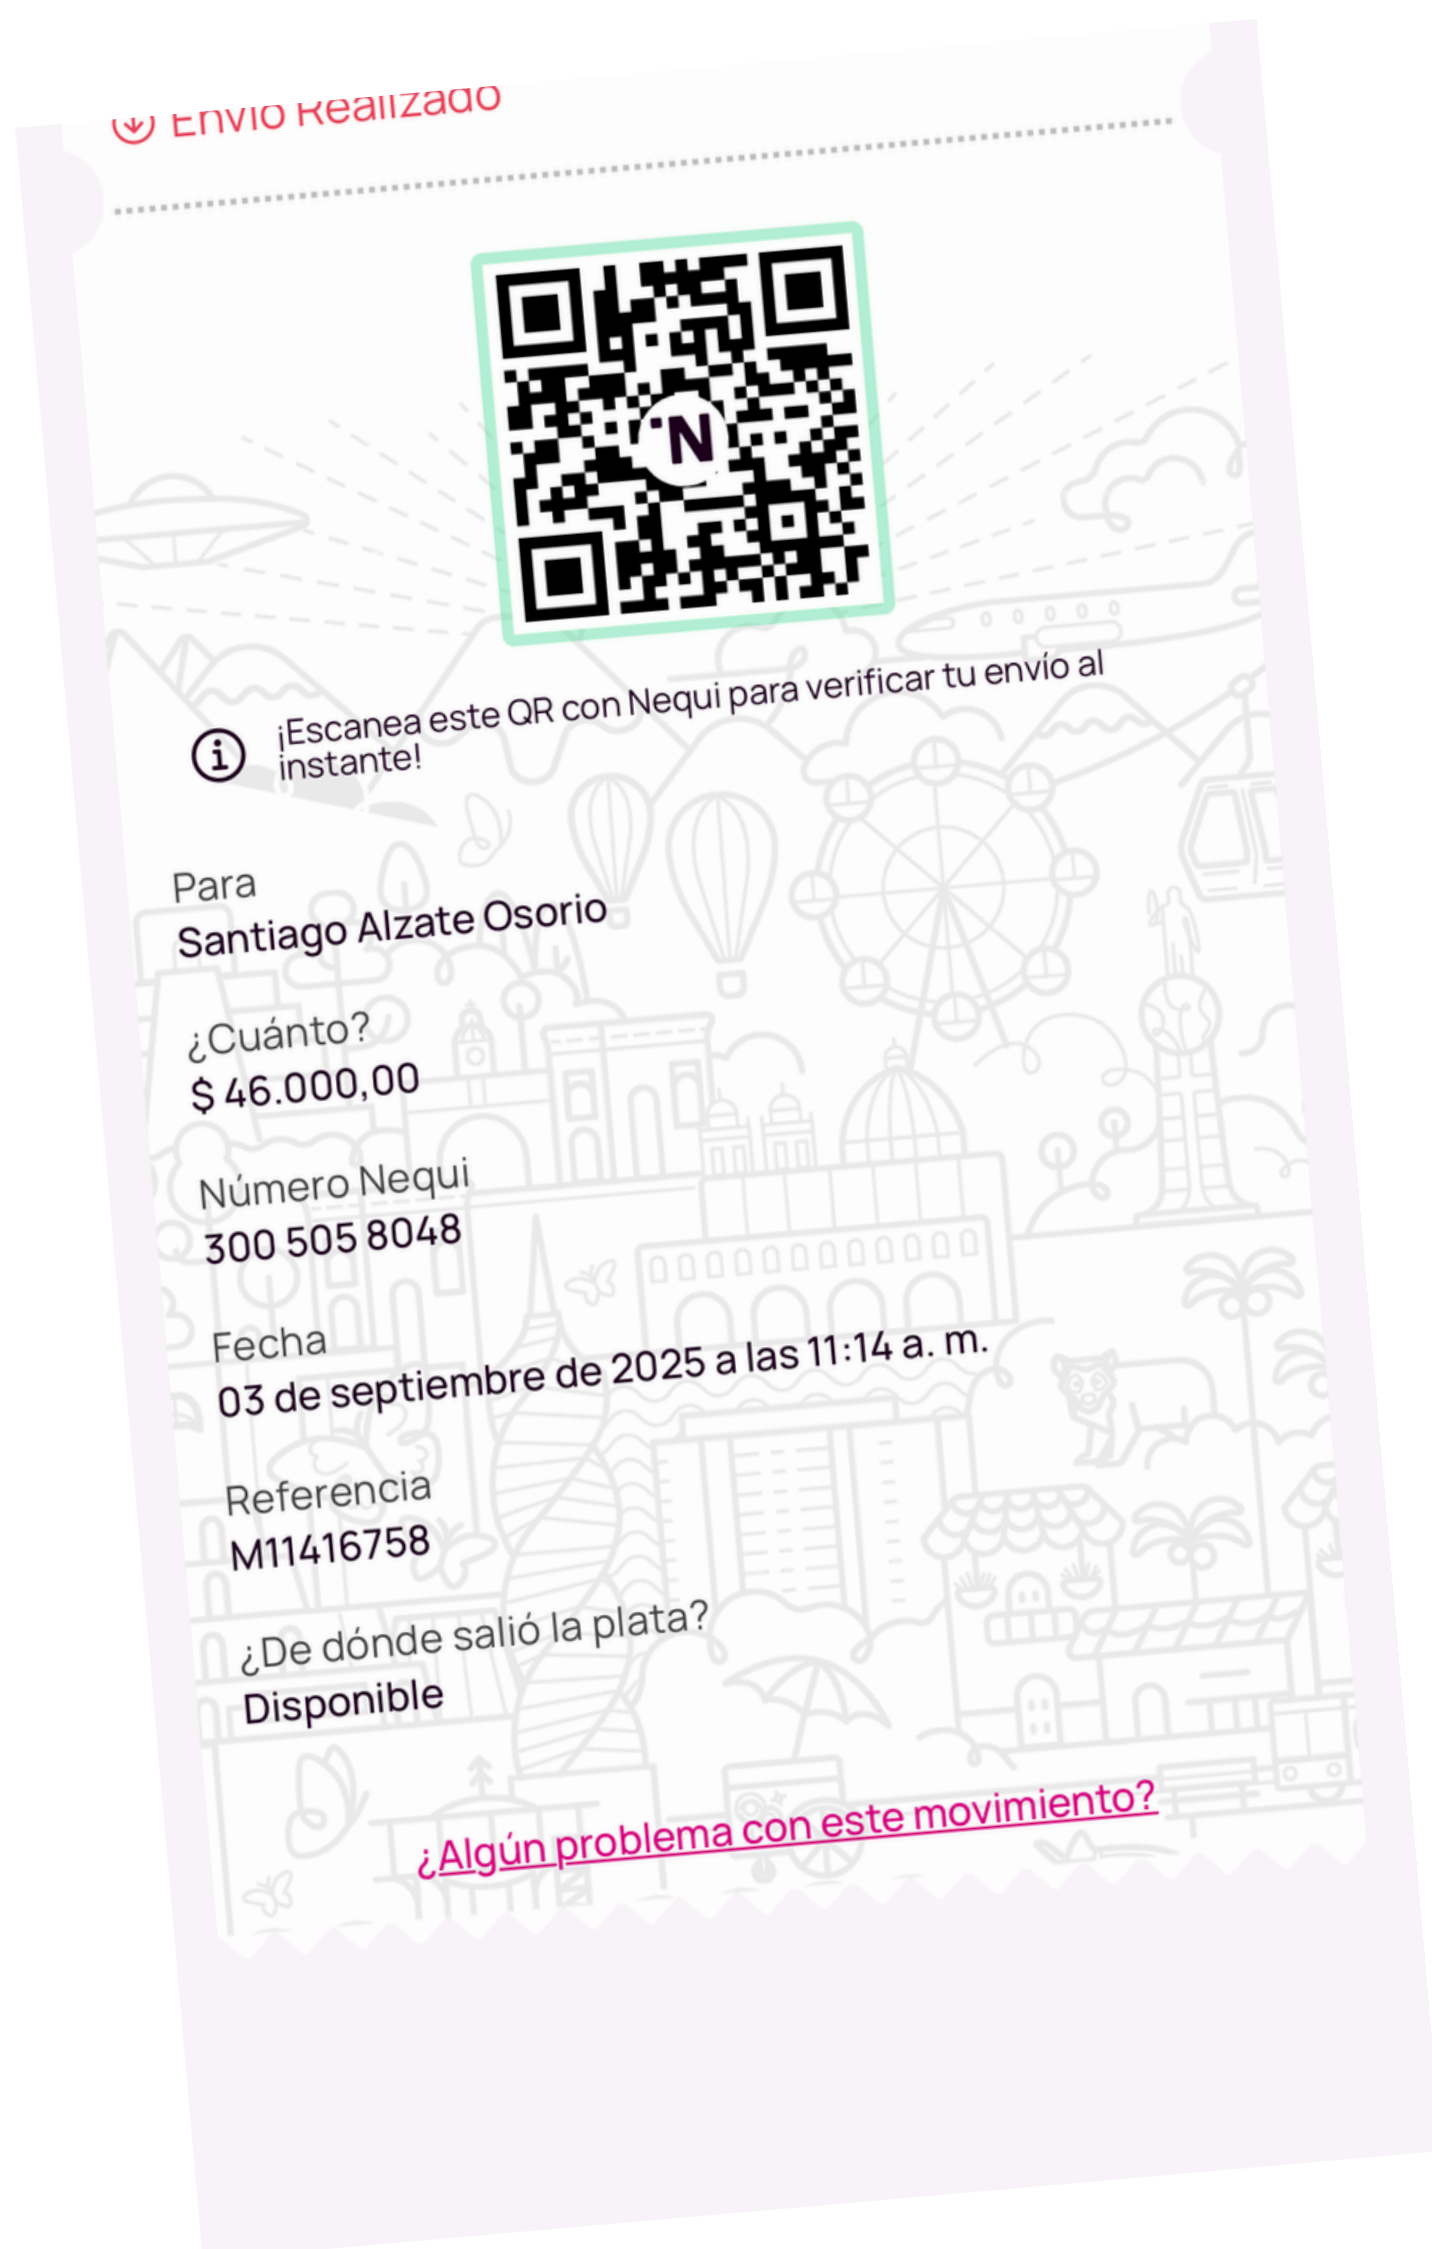 Envío Realizado
N
¡Escanea este QR con Nequi para verificar tu envío al
instante!
Para
Santiago Alzate Osorio
¿Cuánto?
$ 46.000,00
Número Nequi
300 505 8048
Fecha
03 de septiembre de 2025 a las 11:14 a. m.
Referencia
M11416758
¿De dónde salió la plata?
Disponible
¿Algún problema con este movimiento?